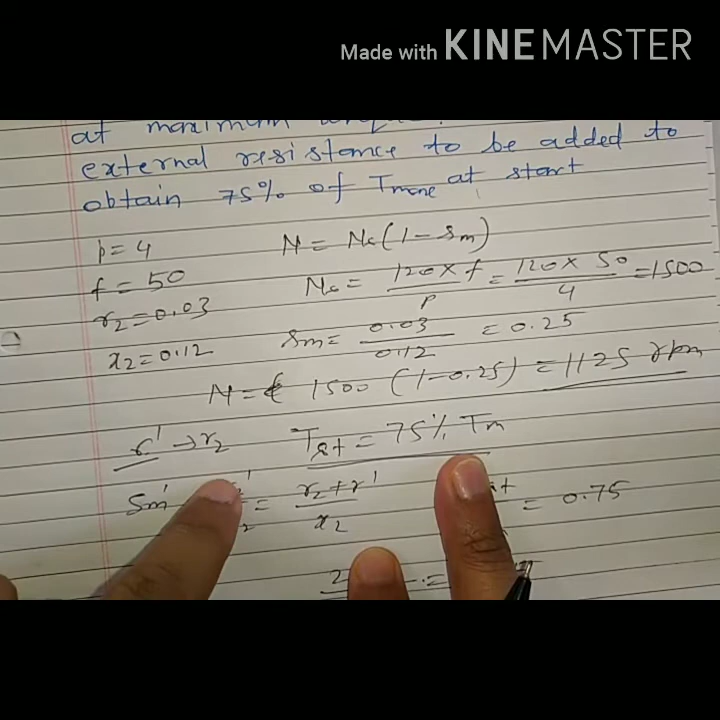 Made with KINEMASTER
at
external resistance to be added to
obtain 75% of Tmax at start
p = 4
N = Ns(1 - sm)
f = 50
Ns = 120 × f / P = 120 × 50 / 4 = 1500
r2 = 0.03
x2 = 0.12
sm = 0.03 / 0.12 = 0.25
N = 1500 (1 - 0.25) = 1125 rpm
r' → r2
Tst = 75% Tm
sm' = r2 + r' / x2
= 0.75
2 =